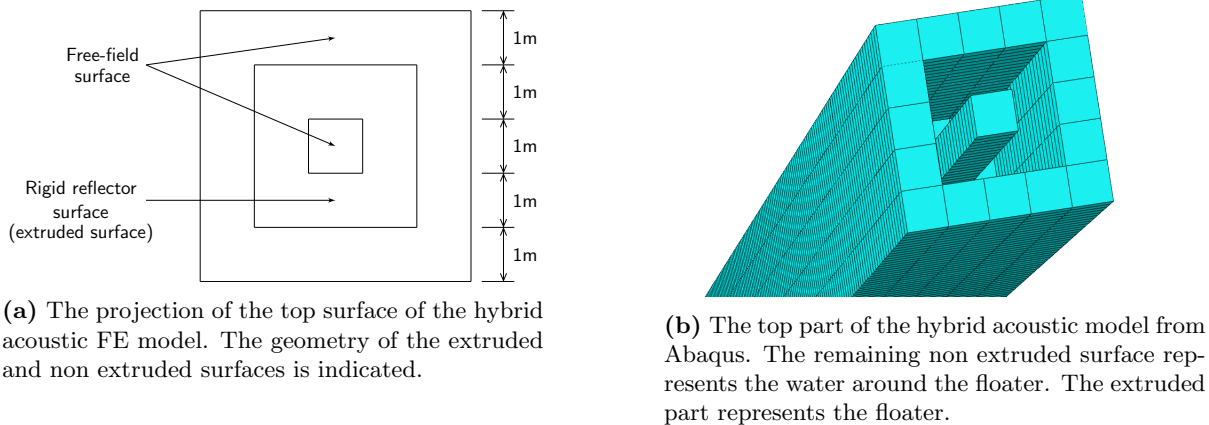 Free-field
surface
Rigid reflector
surface
(extruded surface)
1m
1m
1m
1m
1m
(a) The projection of the top surface of the hybrid
acoustic FE model. The geometry of the extruded
and non extruded surfaces is indicated.
(b) The top part of the hybrid acoustic model from
Abaqus. The remaining non extruded surface rep-
resents the water around the floater. The extruded
part represents the floater.